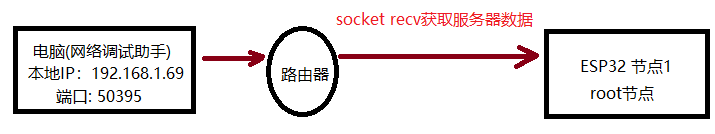 socket recv获取服务器数据
电脑(网络调试助手)
本地IP：192.168.1.69
端口: 50395
路由器
ESP32 节点1
root节点